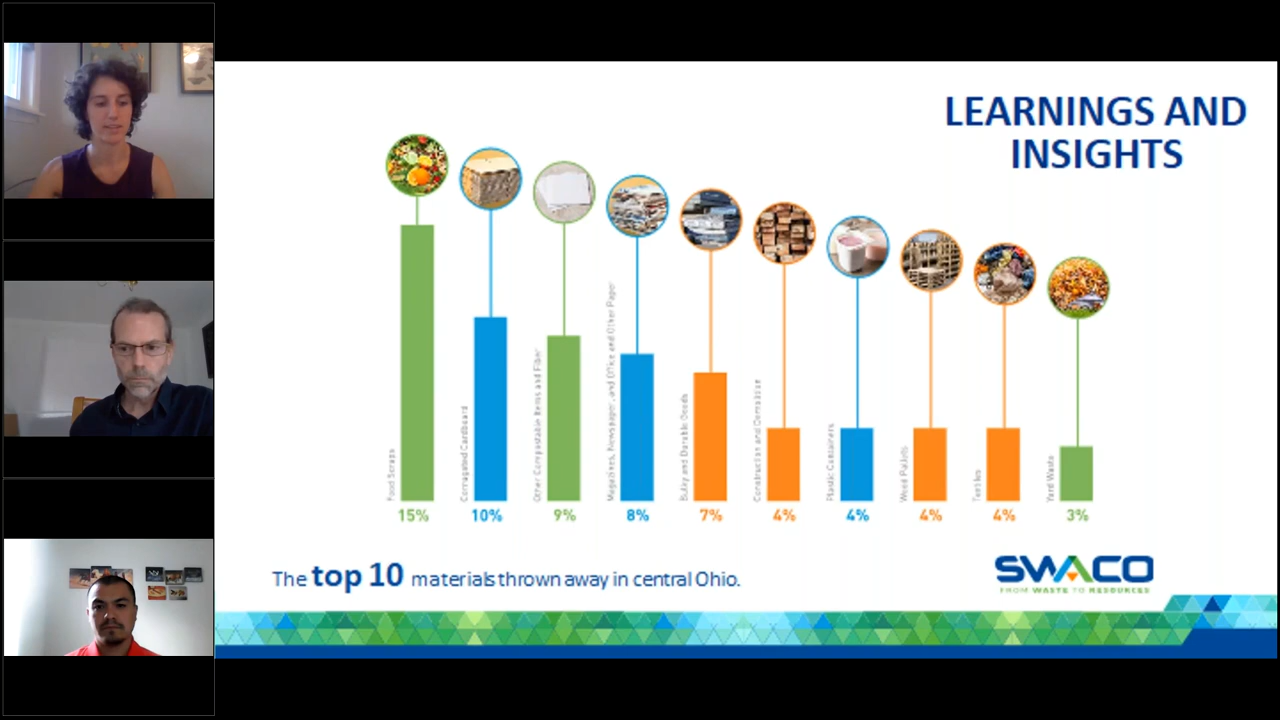 LEARNINGS AND
INSIGHTS
Food Scraps
Corrugated Cardboard
Other Compostable Items and Fiber
Magazines, Newspaper, and Office and Other Paper
Bulky and Durable Goods
Construction and Demolition
Plastic Containers
Wood Pallets
Textiles
Yard Waste
15%
10%
9%
8%
7%
4%
4%
4%
4%
3%
The top 10 materials thrown away in central Ohio.
SWACO
FROM WASTE TO RESOURCES